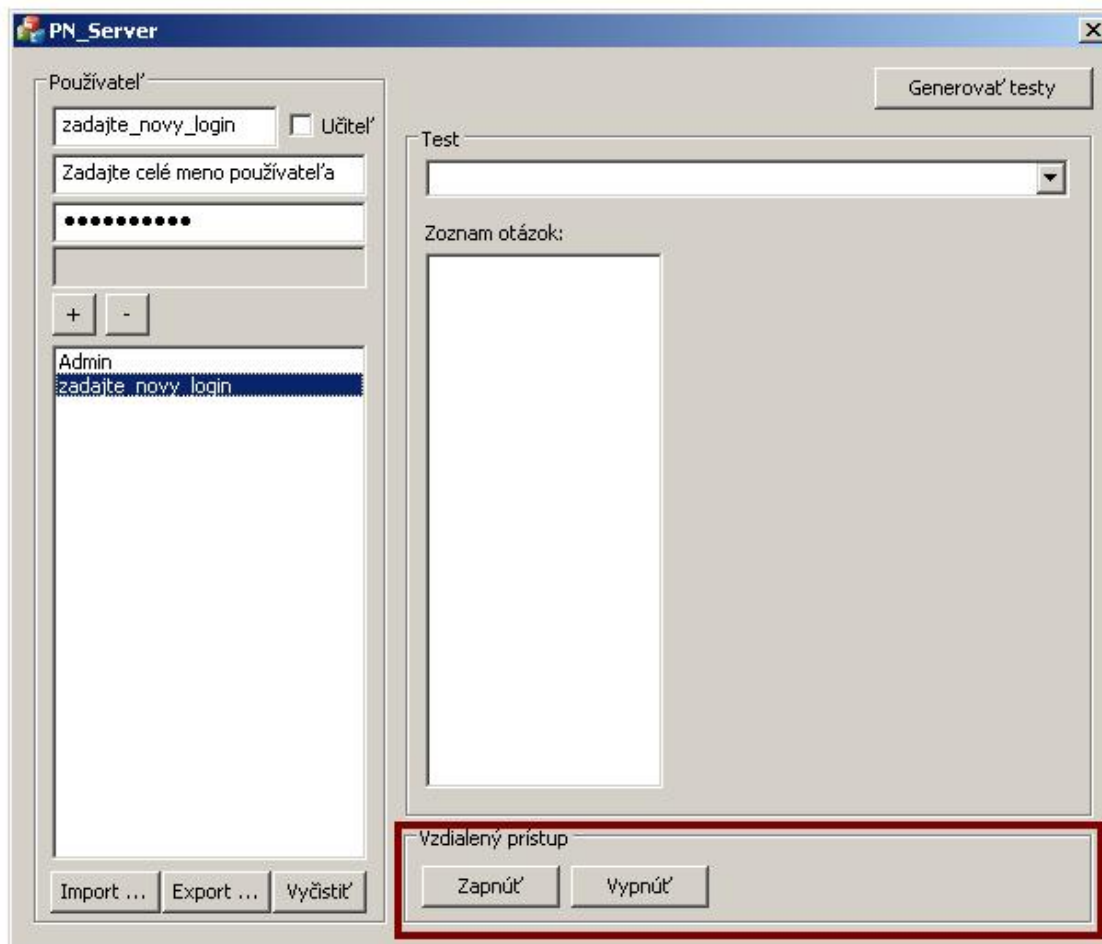 PN_Server
Používateľ
zadajte_novy_login
Učiteľ
Zadajte celé meno používateľa
●●●●●●●●●●
+ -
Admin
zadajte_novy_login
Import ... Export ... Vyčistiť
Generovať testy
Test
Zoznam otázok:
Vzdialený prístup
Zapnúť Vypnúť